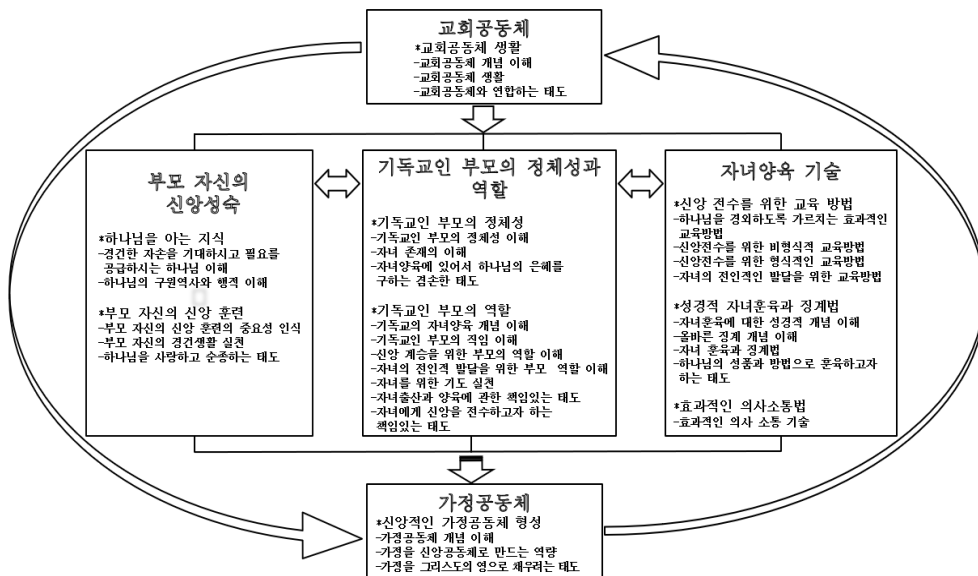 교회공동체
*교회공동체 생활
-교회공동체 개념 이해
-교회공동체 생활
-교회공동체와 연합하는 태도
부모 자신의
신앙성숙
*하나님을 아는 지식
-경건한 자손을 기대하시고 필요를
공급하시는 하나님 이해
-하나님의 구원역사와 행적 이해
*부모 자신의 신앙 훈련
-부모 자신의 신앙 훈련의 중요성 인식
-부모 자신의 경건생활 실천
-하나님을 사랑하고 순종하는 태도
기독교인 부모의 정체성과
역할
*기독교인 부모의 정체성
-기독교인 부모의 정체성 이해
-자녀 존재의 이해
-자녀양육에 있어서 하나님의 은혜를
구하는 겸손한 태도
*기독교인 부모의 역할
-기독교의 자녀양육 개념 이해
-기독교인 부모의 직임 이해
-신앙 계승을 위한 부모의 역할 이해
-자녀의 전인격 발달을 위한 부모 역할 이해
-자녀를 위한 기도 실천
-자녀출산과 양육에 관한 책임있는 태도
-자녀에게 신앙을 전수하고자 하는
책임있는 태도
자녀양육 기술
*신앙 전수를 위한 교육 방법
-하나님을 경외하도록 가르치는 효과적인
교육방법
-신앙전수를 위한 비형식적 교육방법
-신앙전수를 위한 형식적인 교육방법
-자녀의 전인적인 발달을 위한 교육방법
*성경적 자녀훈육과 징계법
-자녀훈육에 대한 성경적 개념 이해
-올바른 징계 개념 이해
-자녀 훈육과 징계법
-하나님의 성품과 방법으로 훈육하고자
하는 태도
*효과적인 의사소통법
-효과적인 의사 소통 기술
가정공동체
*신앙적인 가정공동체 형성
-가정공동체 개념 이해
-가정을 신앙공동체로 만드는 역량
-가정을 그리스도의 영으로 채우려는 태도